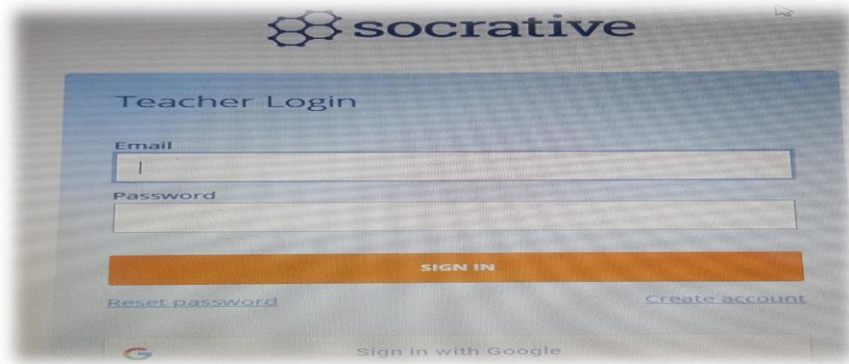 socrative
Teacher Login
Email
Password
SIGN IN
Reset password
Create account
Sign in with Google